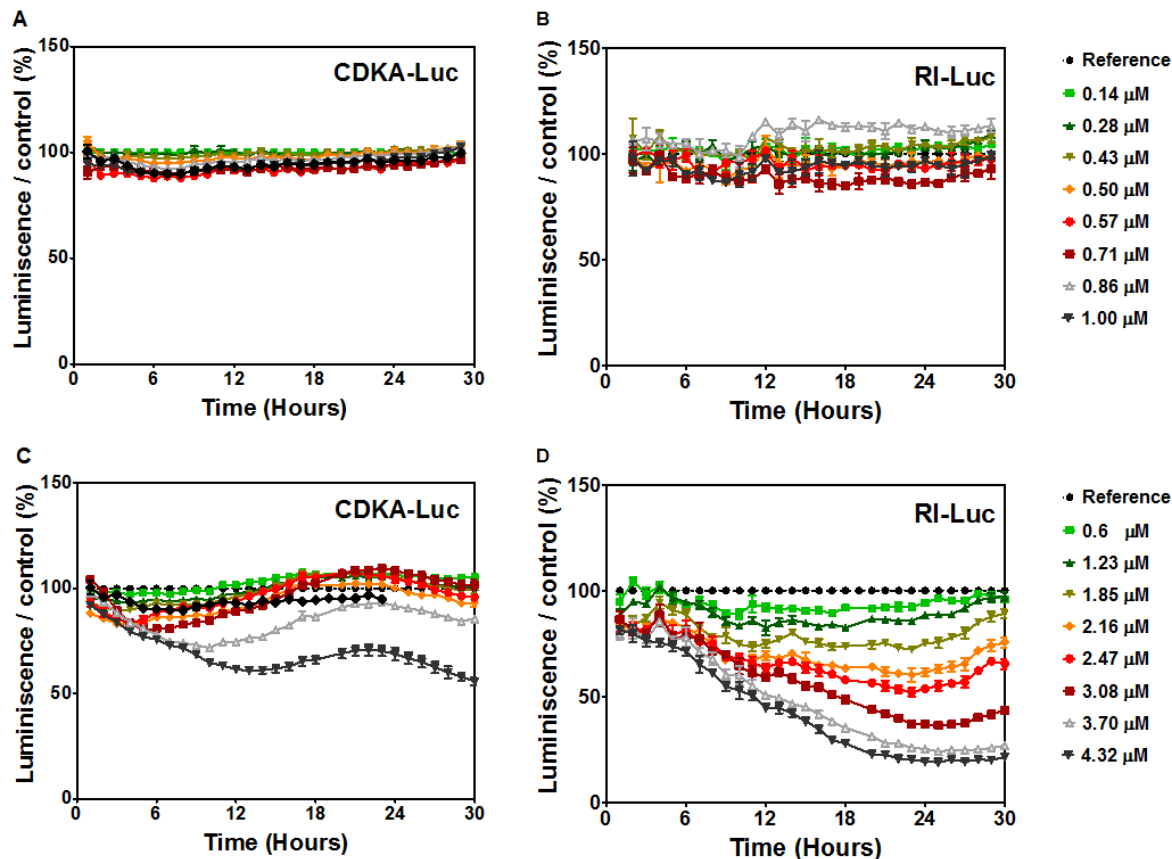 A
CDKA-Luc
Luminiscence / control (%)
150
100
50
0
0 6 12 18 24 30
Time (Hours)
B
RI-Luc
Luminiscence / control (%)
150
100
50
0
0 6 12 18 24 30
Time (Hours)
Reference
0.14 µM
0.28 µM
0.43 µM
0.50 µM
0.57 µM
0.71 µM
0.86 µM
1.00 µM
C
CDKA-Luc
Luminiscence / control (%)
150
100
50
0
0 6 12 18 24 30
Time (Hours)
D
RI-Luc
Luminiscence / control (%)
150
100
50
0
0 6 12 18 24 30
Time (Hours)
Reference
0.6 µM
1.23 µM
1.85 µM
2.16 µM
2.47 µM
3.08 µM
3.70 µM
4.32 µM